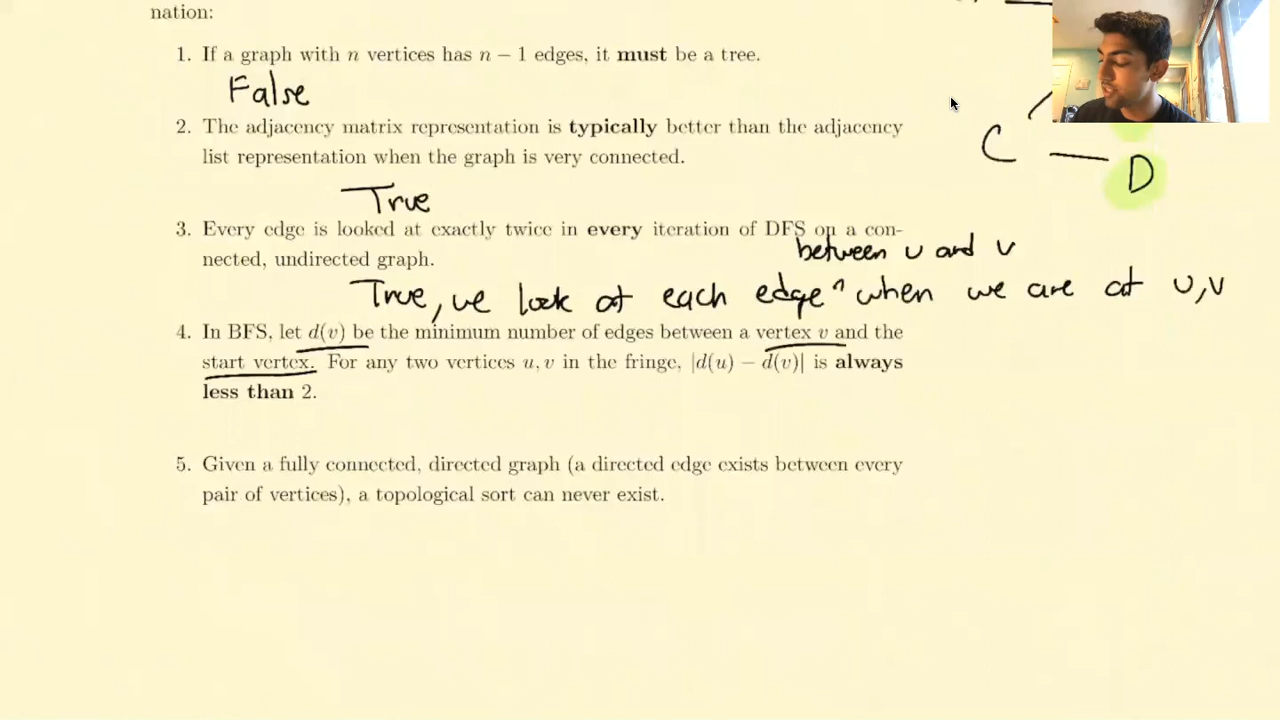 nation:
1. If a graph with n vertices has n − 1 edges, it must be a tree.
False
2. The adjacency matrix representation is typically better than the adjacency
list representation when the graph is very connected.
True
3. Every edge is looked at exactly twice in every iteration of DFS on a con-
nected, undirected graph.
between u and v
True, we look at each edge ^ when we are at u,v
4. In BFS, let d(v) be the minimum number of edges between a vertex v and the
start vertex. For any two vertices u, v in the fringe, |d(u) − d(v)| is always
less than 2.
5. Given a fully connected, directed graph (a directed edge exists between every
pair of vertices), a topological sort can never exist.
C
D